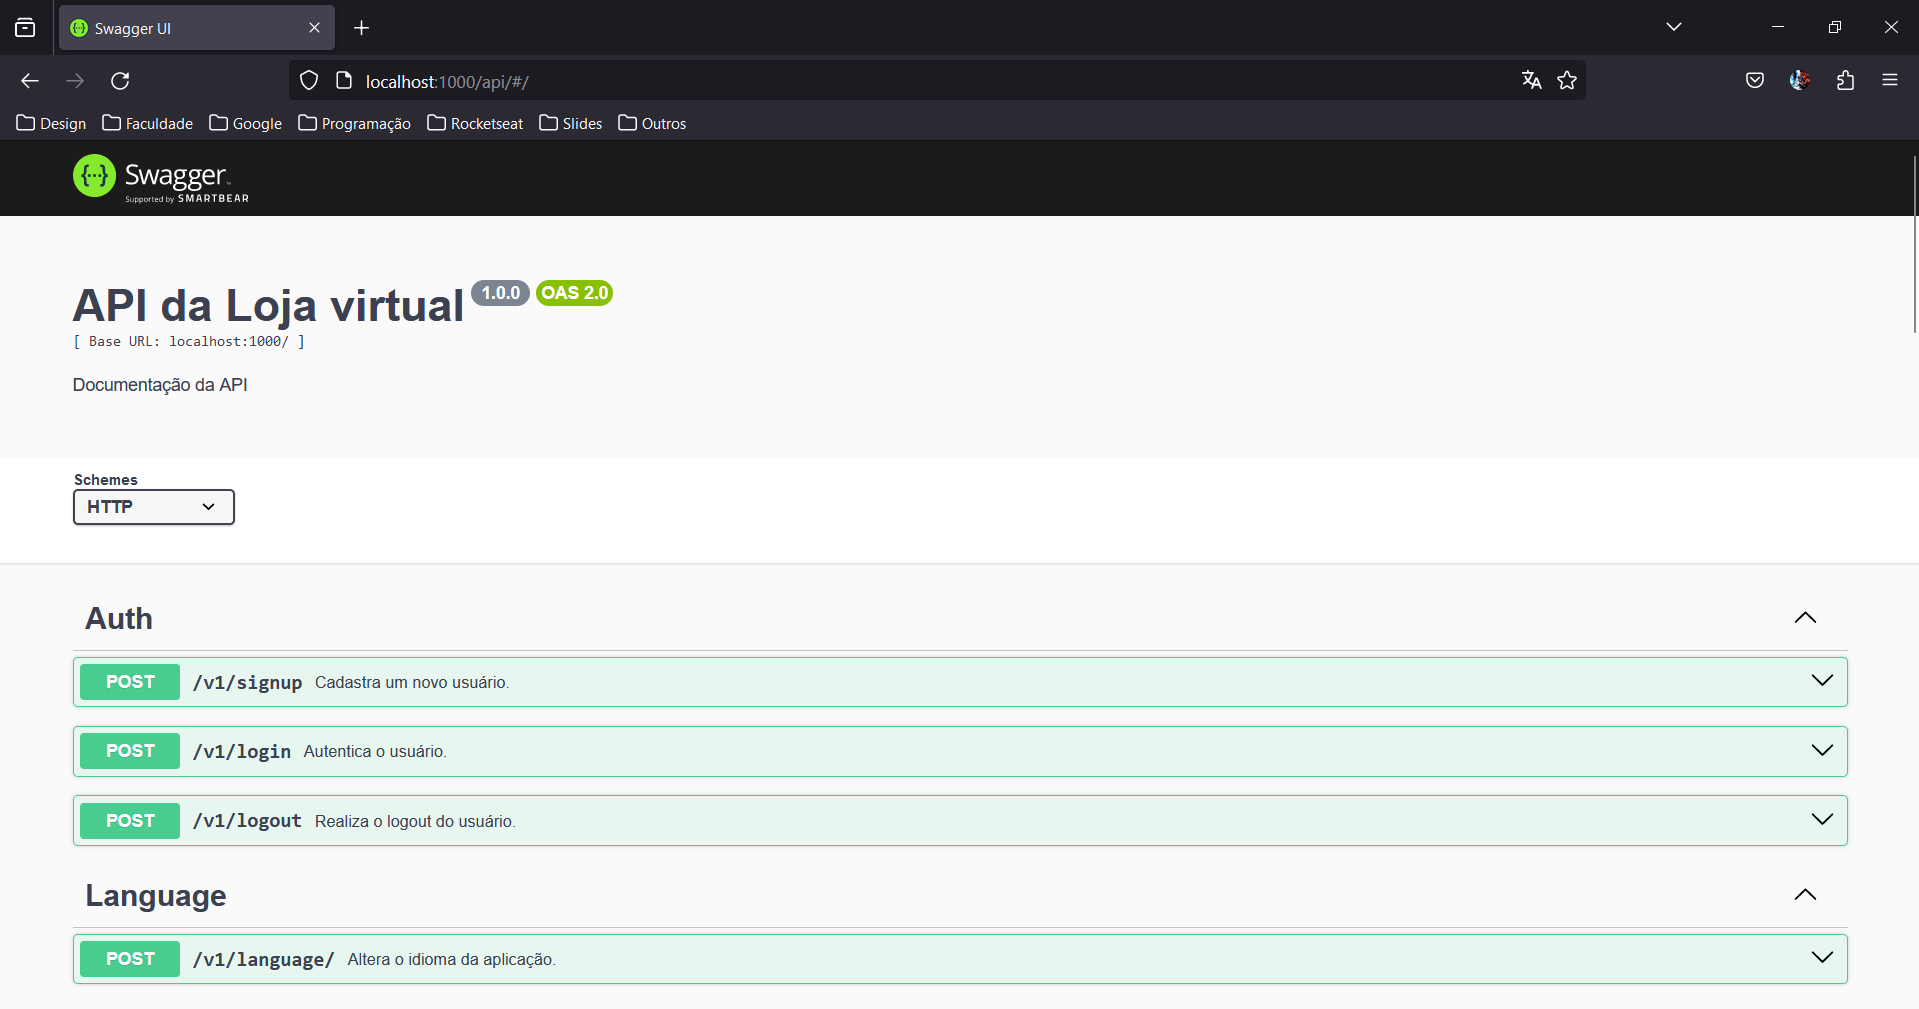 Swagger UI
localhost:1000/api/#/
Design Faculdade Google Programação Rocketseat Slides Outros
Swagger
Supported by SMARTBEAR
API da Loja virtual 1.0.0 OAS 2.0
[ Base URL: localhost:1000/ ]
Documentação da API
Schemes
HTTP
Auth
POST /v1/signup Cadastra um novo usuário.
POST /v1/login Autentica o usuário.
POST /v1/logout Realiza o logout do usuário.
Language
POST /v1/language/ Altera o idioma da aplicação.